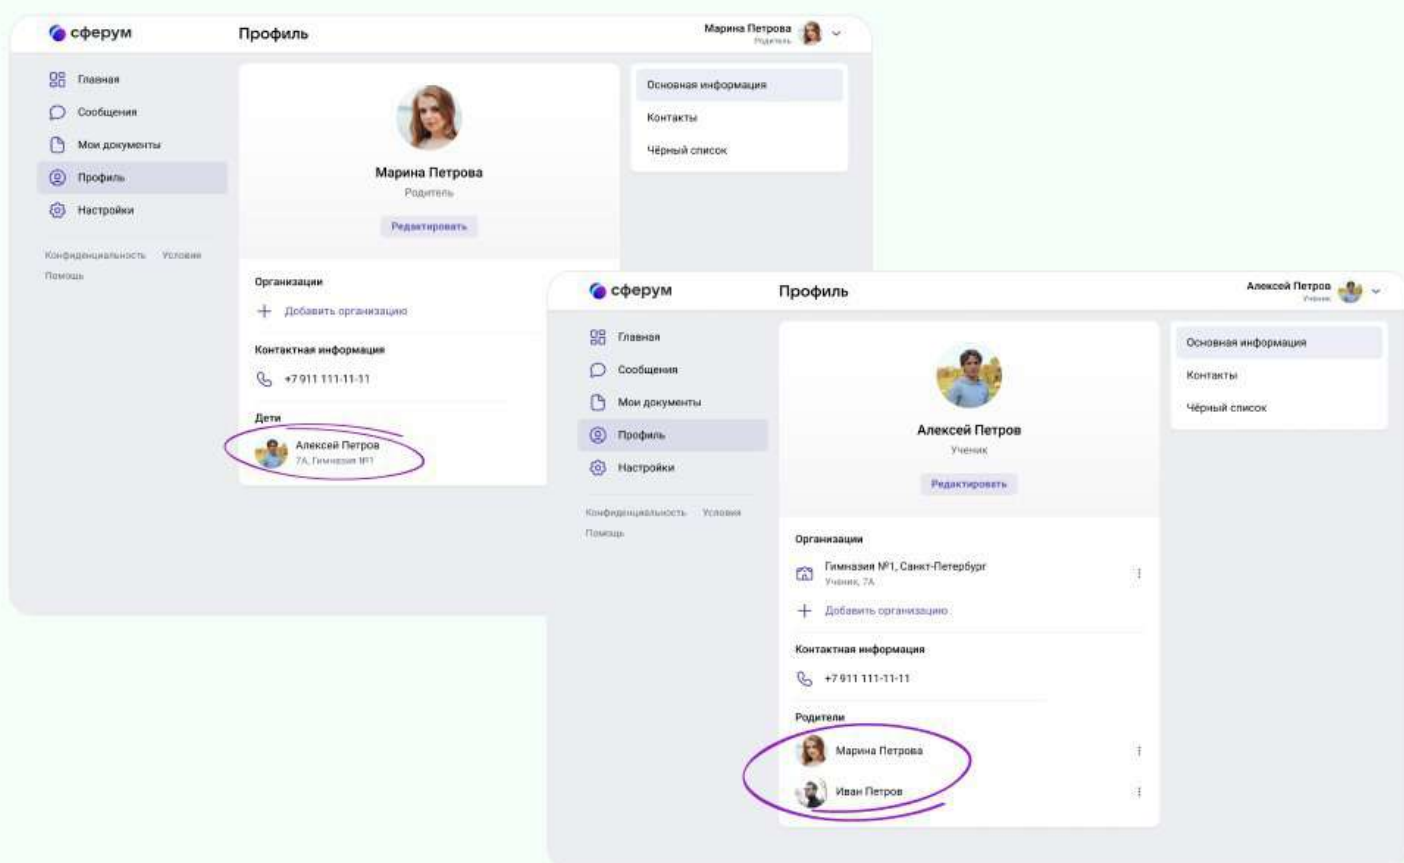 сферум
Профиль
Марина Петрова
Родитель
Главная
Сообщения
Мои документы
Профиль
Настройки
Конфиденциальность Условия
Помощь
Марина Петрова
Родитель
Редактировать
Организации
Добавить организацию
Контактная информация
+7 911 111-11-11
Дети
Алексей Петров
7А, Гимназия №1
Основная информация
Контакты
Чёрный список
сферум
Профиль
Алексей Петров
Ученик
Главная
Сообщения
Мои документы
Профиль
Настройки
Конфиденциальность Условия
Помощь
Алексей Петров
Ученик
Редактировать
Организации
Гимназия №1, Санкт-Петербург
Ученик, 7А
Добавить организацию
Контактная информация
+7 911 111-11-11
Родители
Марина Петрова
Иван Петров
Основная информация
Контакты
Чёрный список